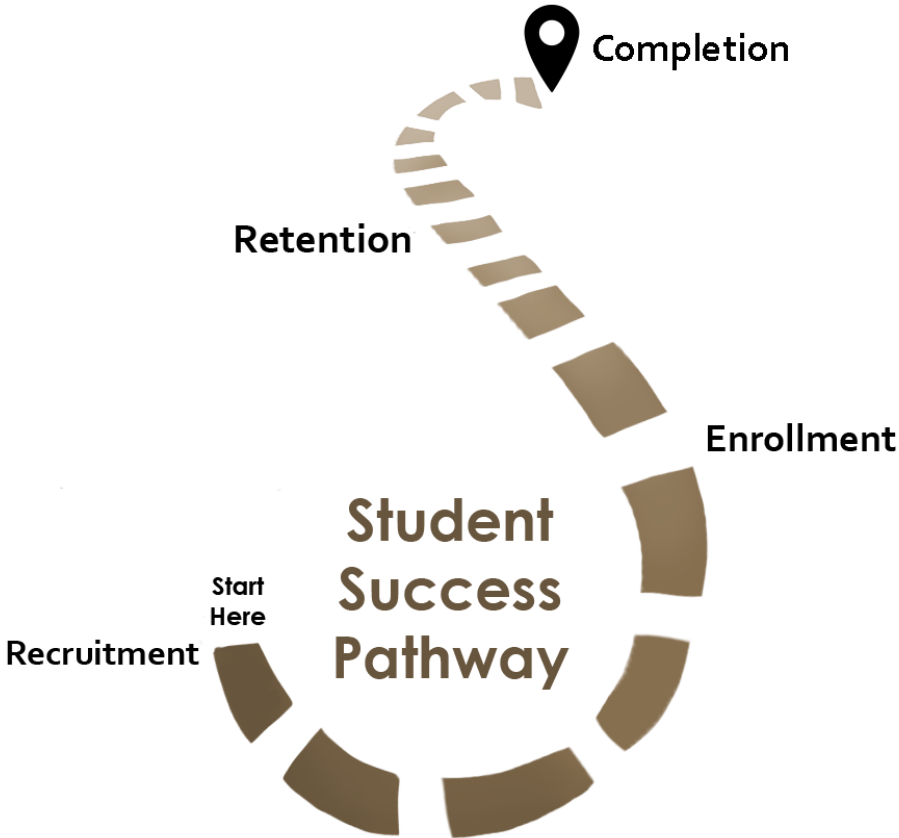 Completion
Retention
Enrollment
Student
Success
Pathway
Start
Here
Recruitment